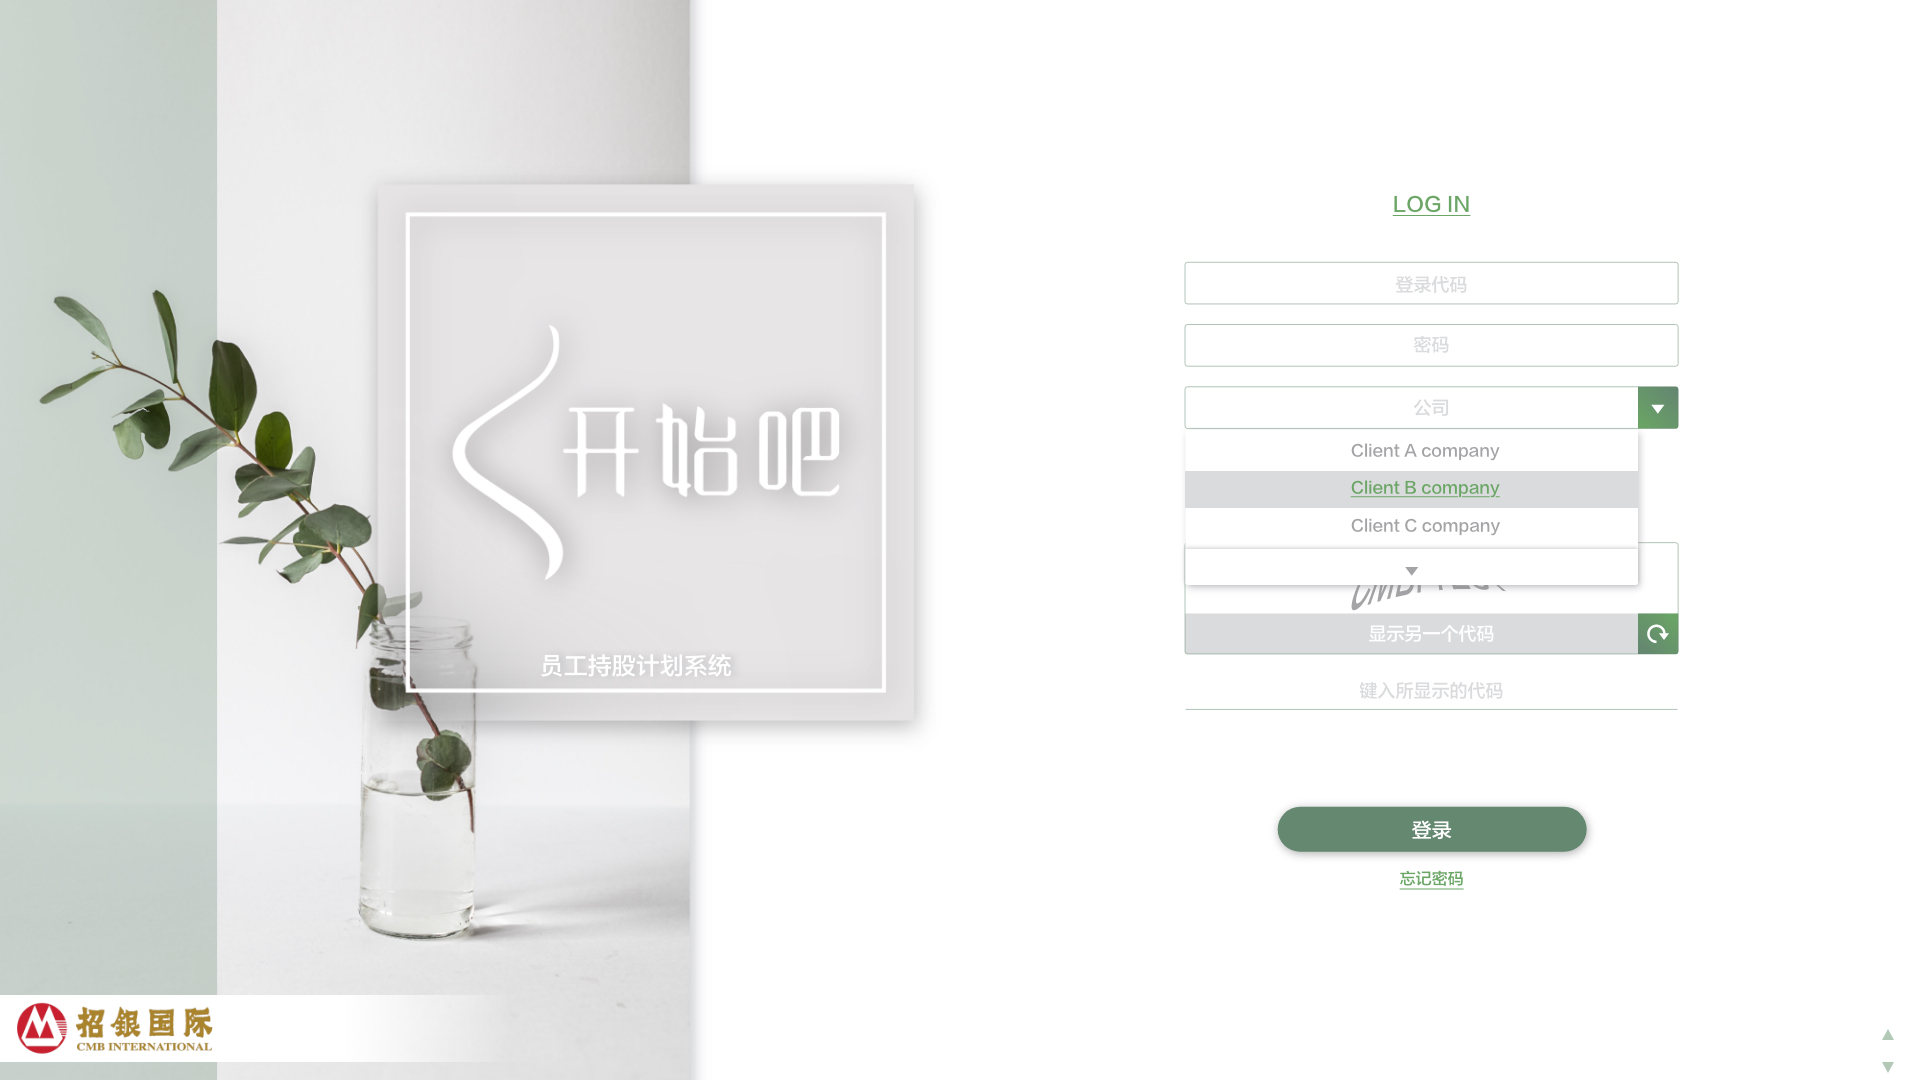 LOG IN
登录代码
密码
公司
Client A company
Client B company
Client C company
显示另一个代码
键入所显示的代码
登录
忘记密码
开始吧
员工持股计划系统
招银国际
CMB INTERNATIONAL